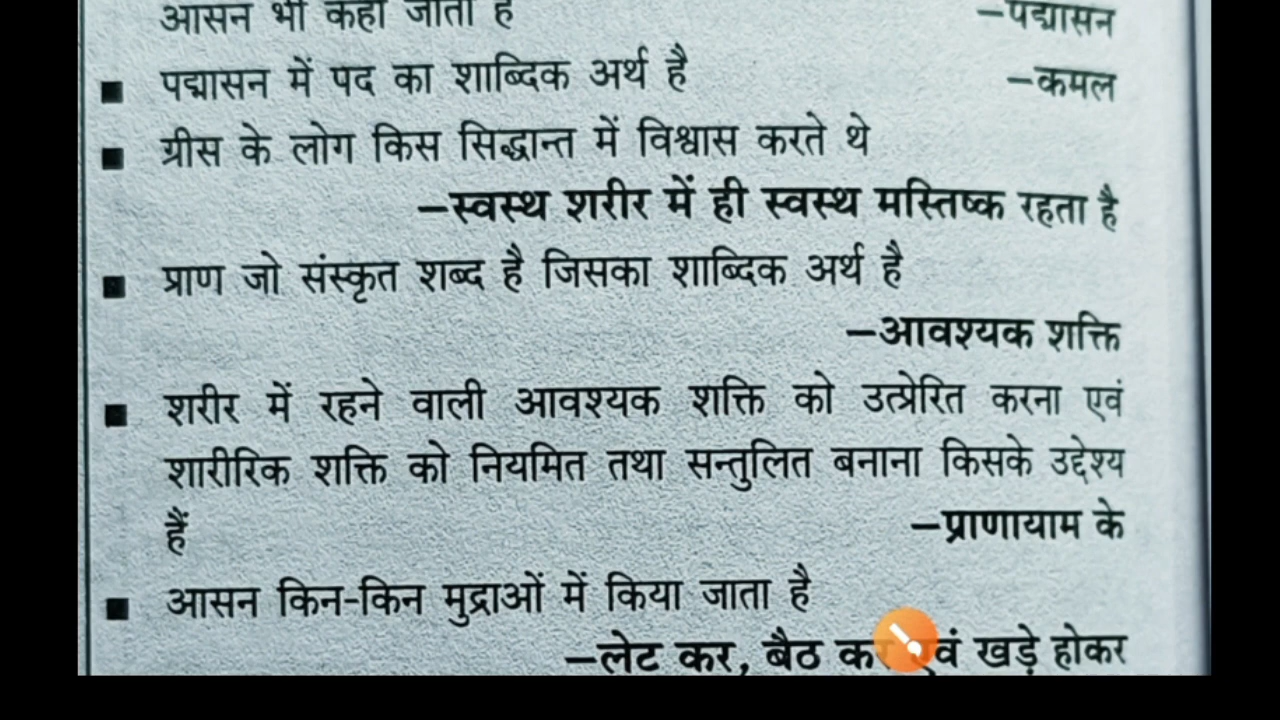 आसन भी कहा जाता है –पद्मासन
■ पद्मासन में पद का शाब्दिक अर्थ है –कमल
■ ग्रीस के लोग किस सिद्धान्त में विश्वास करते थे
–स्वस्थ शरीर में ही स्वस्थ मस्तिष्क रहता है
■ प्राण जो संस्कृत शब्द है जिसका शाब्दिक अर्थ है
–आवश्यक शक्ति
■ शरीर में रहने वाली आवश्यक शक्ति को उत्प्रेरित करना एवं
शारीरिक शक्ति को नियमित तथा सन्तुलित बनाना किसके उद्देश्य
हैं –प्राणायाम के
■ आसन किन-किन मुद्राओं में किया जाता है
–लेट कर, बैठ कर एवं खड़े होकर